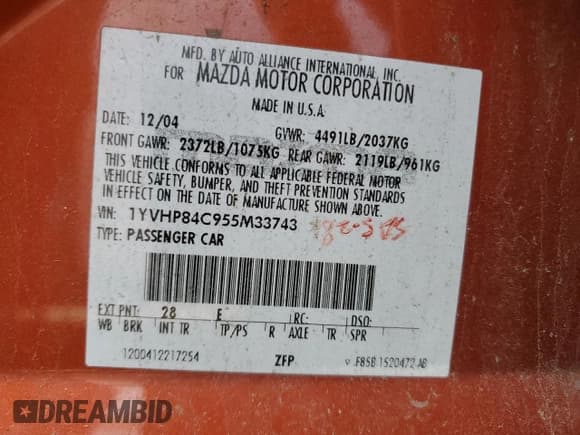 MFD. BY AUTO ALLIANCE INTERNATIONAL, INC.
FOR MAZDA MOTOR CORPORATION
MADE IN U.S.A.
DATE: 12/04
GVWR: 4491LB/2037KG
FRONT GAWR: 2372LB/1075KG REAR GAWR: 2119LB/961KG
THIS VEHICLE CONFORMS TO ALL APPLICABLE FEDERAL MOTOR
VEHICLE SAFETY, BUMPER, AND THEFT PREVENTION STANDARDS
IN EFFECT ON THE DATE OF MANUFACTURE SHOWN ABOVE.
VIN: 1YVHP84C955M33743
TYPE: PASSENGER CAR
EXT PNT: 28 E RC: DSO:
WB BRK INT TR TP/PS R AXLE TR SPR
1200412217254 ZFP F85B 1520472 AB
DREAMBID